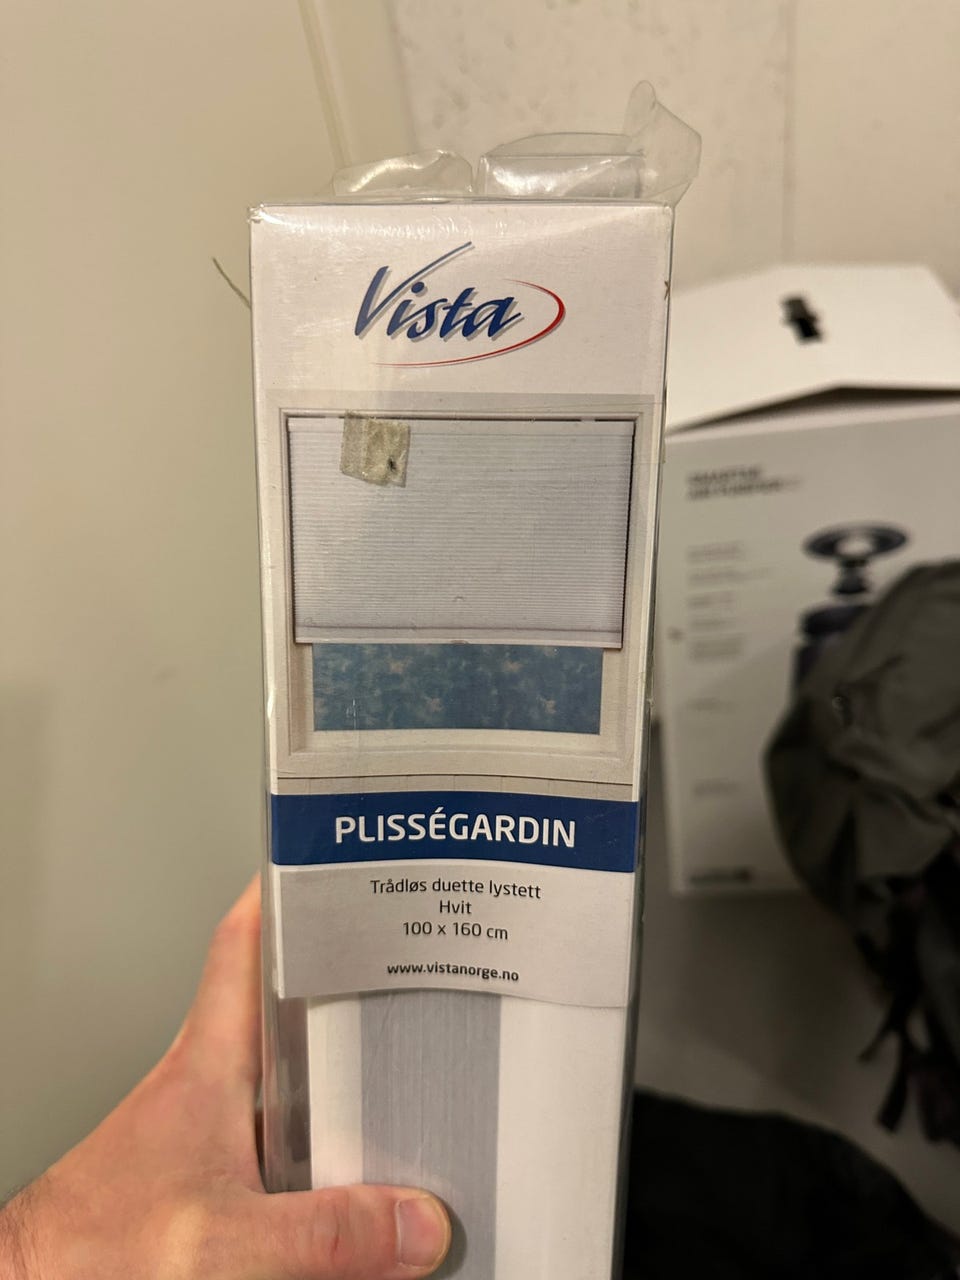 Vista
PLISSÉGARDIN
Trådløs duette lystett
Hvit
100 x 160 cm
www.vistanorge.no